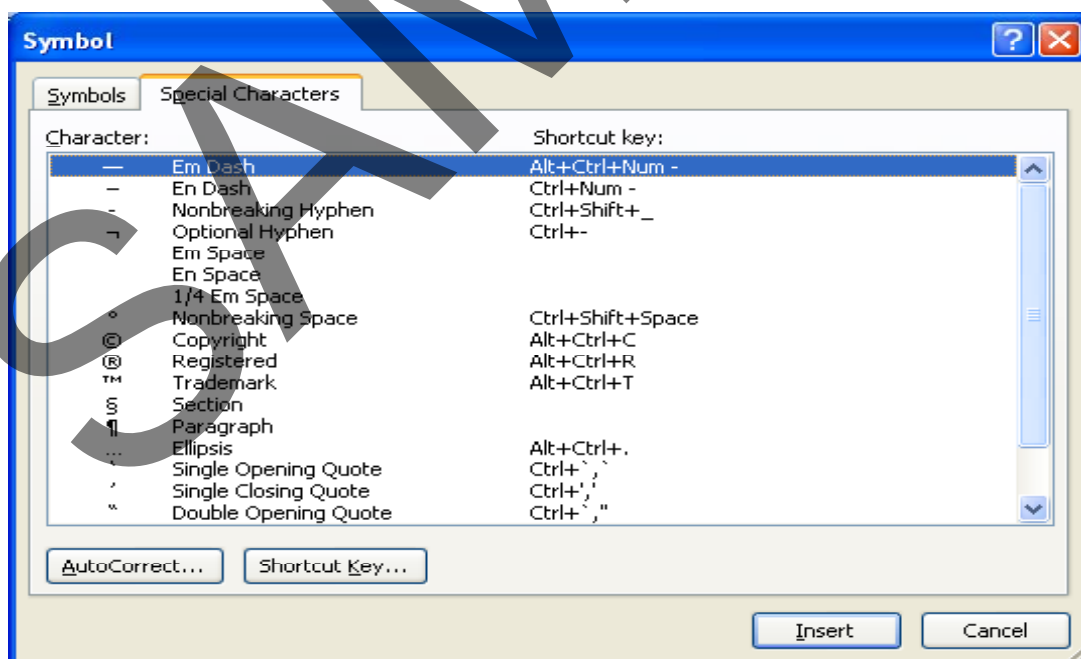 Symbol
Symbols Special Characters
Character: Shortcut key:
— Em Dash Alt+Ctrl+Num -
– En Dash Ctrl+Num -
- Nonbreaking Hyphen Ctrl+Shift+_
¬ Optional Hyphen Ctrl+-
Em Space
En Space
1/4 Em Space
° Nonbreaking Space Ctrl+Shift+Space
© Copyright Alt+Ctrl+C
® Registered Alt+Ctrl+R
™ Trademark Alt+Ctrl+T
§ Section
¶ Paragraph
… Ellipsis Alt+Ctrl+.
‘ Single Opening Quote Ctrl+`,`
’ Single Closing Quote Ctrl+','
“ Double Opening Quote Ctrl+`,"
AutoCorrect... Shortcut Key...
Insert Cancel
SAM